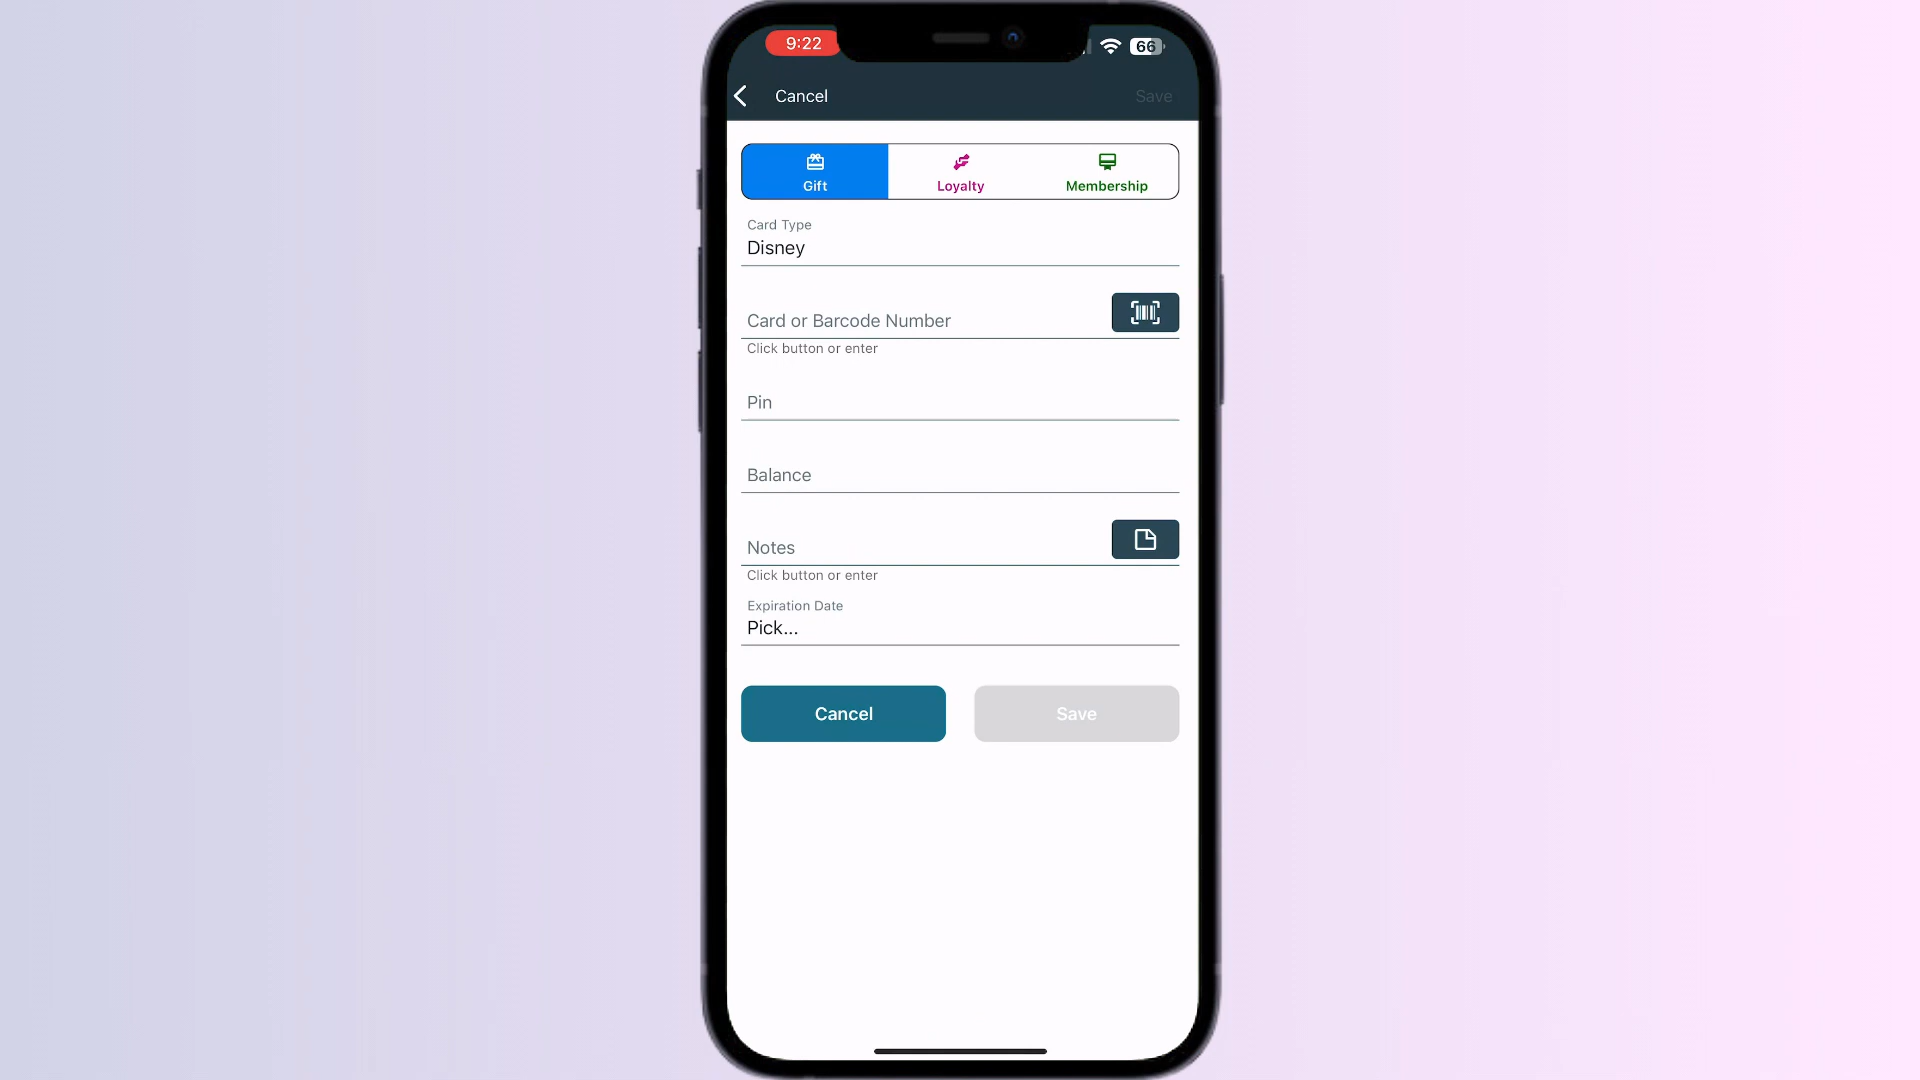 9:22
66
Cancel
Save
Gift
Loyalty
Membership
Card Type
Disney
Card or Barcode Number
Click button or enter
Pin
Balance
Notes
Click button or enter
Expiration Date
Pick...
Cancel
Save